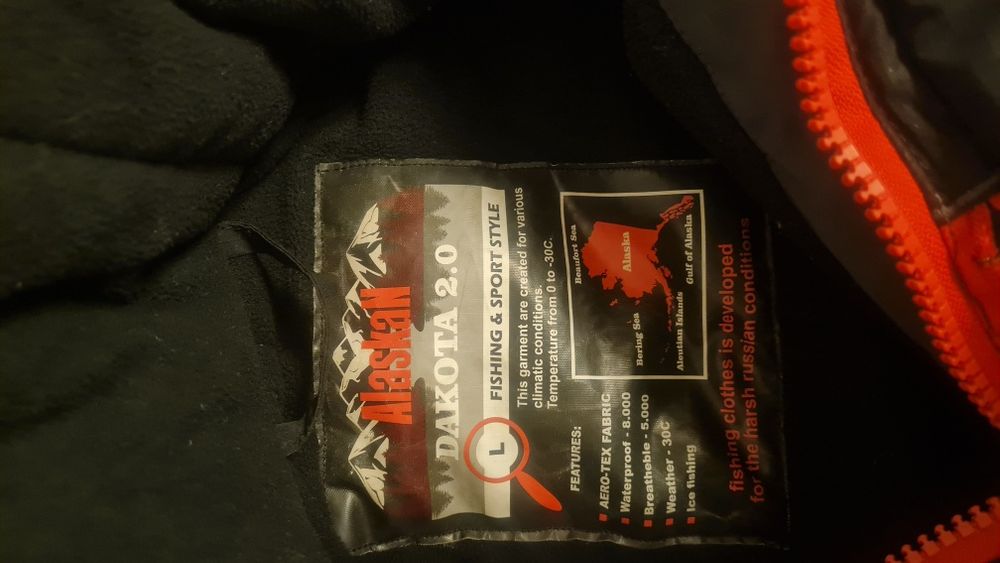 AlaskaN
DAKOTA 2.0
L
FISHING & SPORT STYLE
This garment are created for various
climatic conditions.
Temperature from 0 to -30C.
FEATURES:
AERO-TEX FABRIC
Waterproof - 8.000
Breatheble - 5.000
Weather - 30C
Ice fishing
Beaufort Sea
Alaska
Bering Sea
Gulf of Alaska
Aleutian Islands
fishing clothes is developed
for the harsh russian conditions